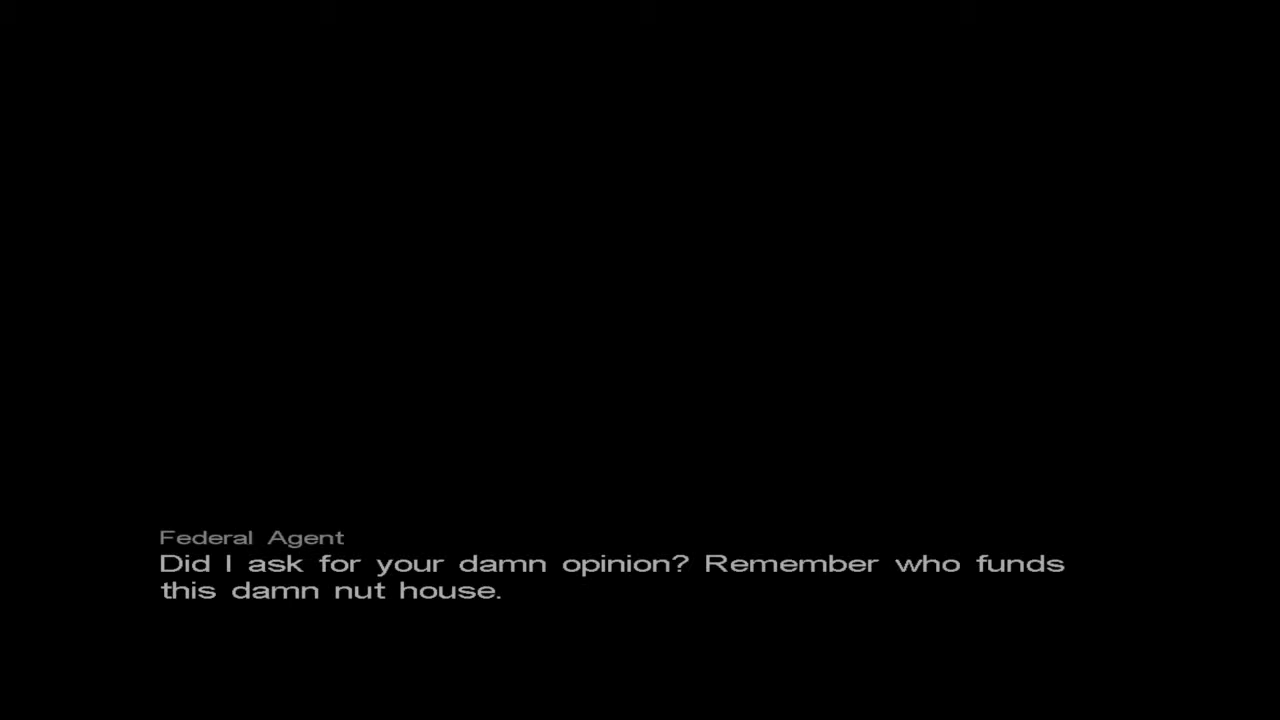 Federal Agent
Did I ask for your damn opinion? Remember who funds
this damn nut house.